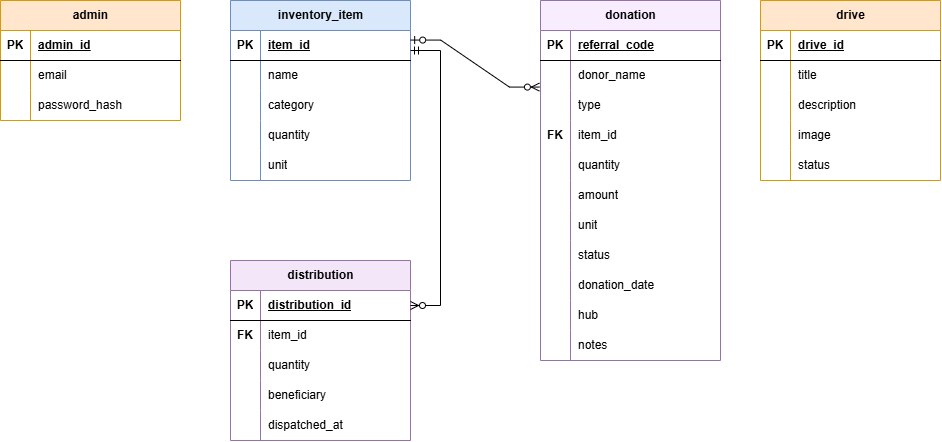 admin
PK admin_id
email
password_hash
inventory_item
PK item_id
name
category
quantity
unit
donation
PK referral_code
donor_name
type
FK item_id
quantity
amount
unit
status
donation_date
hub
notes
drive
PK drive_id
title
description
image
status
distribution
PK distribution_id
FK item_id
quantity
beneficiary
dispatched_at